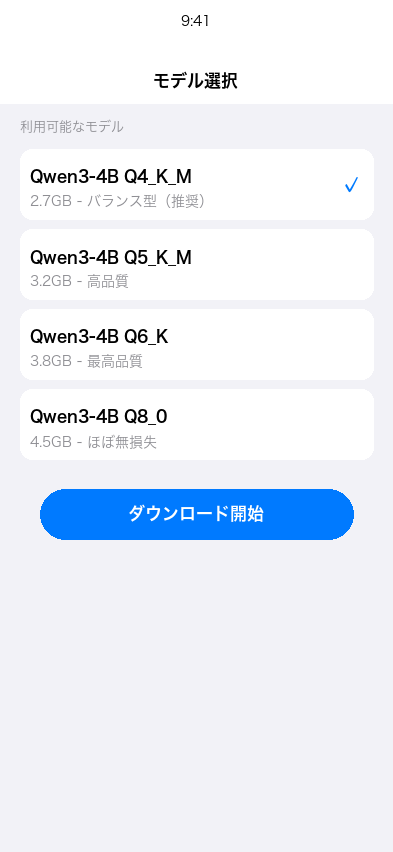 9:41
モデル選択
利用可能なモデル
Qwen3-4B Q4_K_M
2.7GB - バランス型（推奨）
Qwen3-4B Q5_K_M
3.2GB - 高品質
Qwen3-4B Q6_K
3.8GB - 最高品質
Qwen3-4B Q8_0
4.5GB - ほぼ無損失
ダウンロード開始